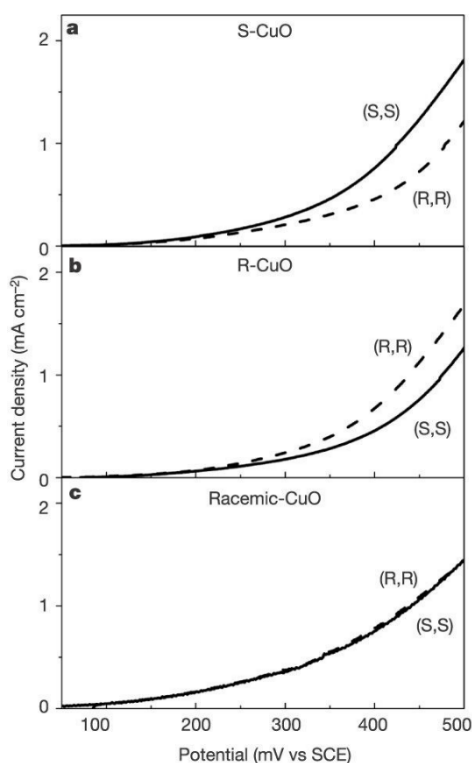 a
S-CuO
2
(S,S)
1
(R,R)
0
b
R-CuO
2
(R,R)
1
(S,S)
0
c
Racemic-CuO
2
(R,R)
1
(S,S)
0
100 200 300 400 500
Potential (mV vs SCE)
Current density (mA cm⁻²)